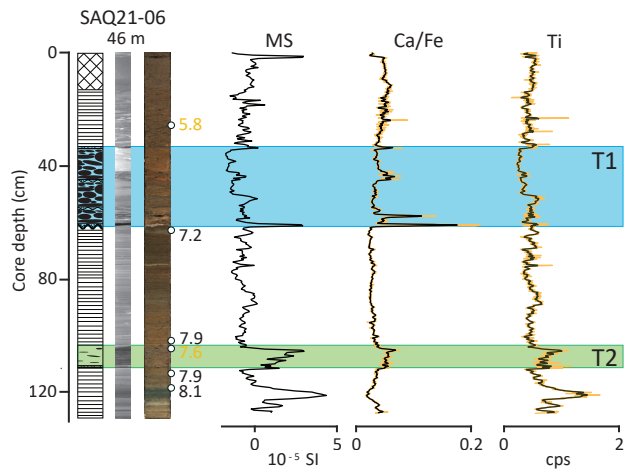 SAQ21-06
46 m
MS
Ca/Fe
Ti
Core depth (cm)
0
40
80
120
5.8
7.2
7.9
7.6
7.9
8.1
T1
T2
0
5
0
0.2
0
2
10⁻⁵ SI
cps